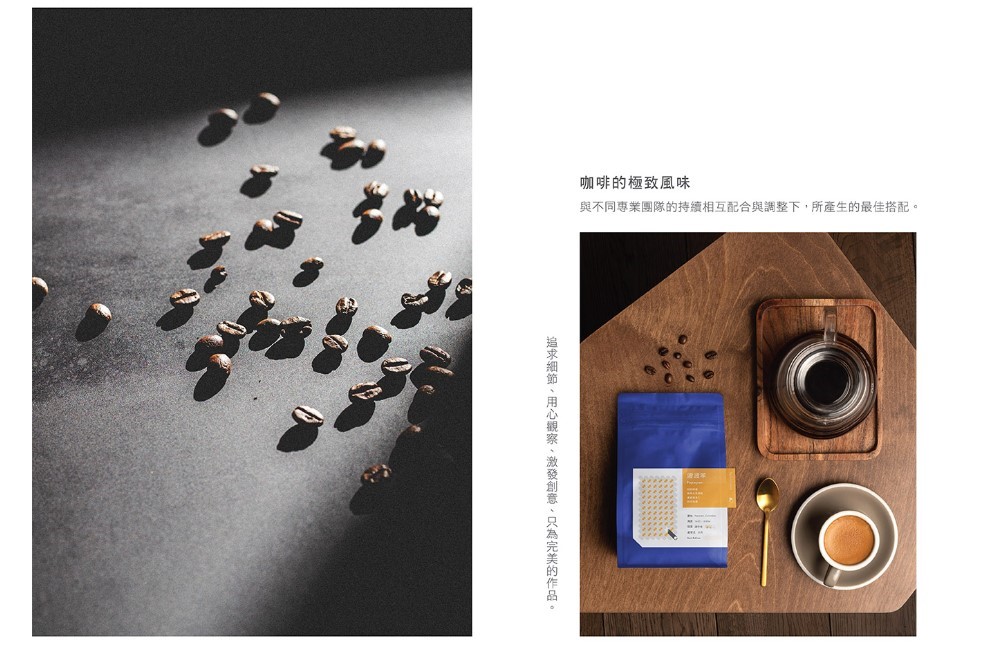 咖啡的極致風味
與不同專業團隊的持續相互配合與調整下，所產生的最佳搭配。
追求細節、用心觀察、激發創意、只為完美的作品。